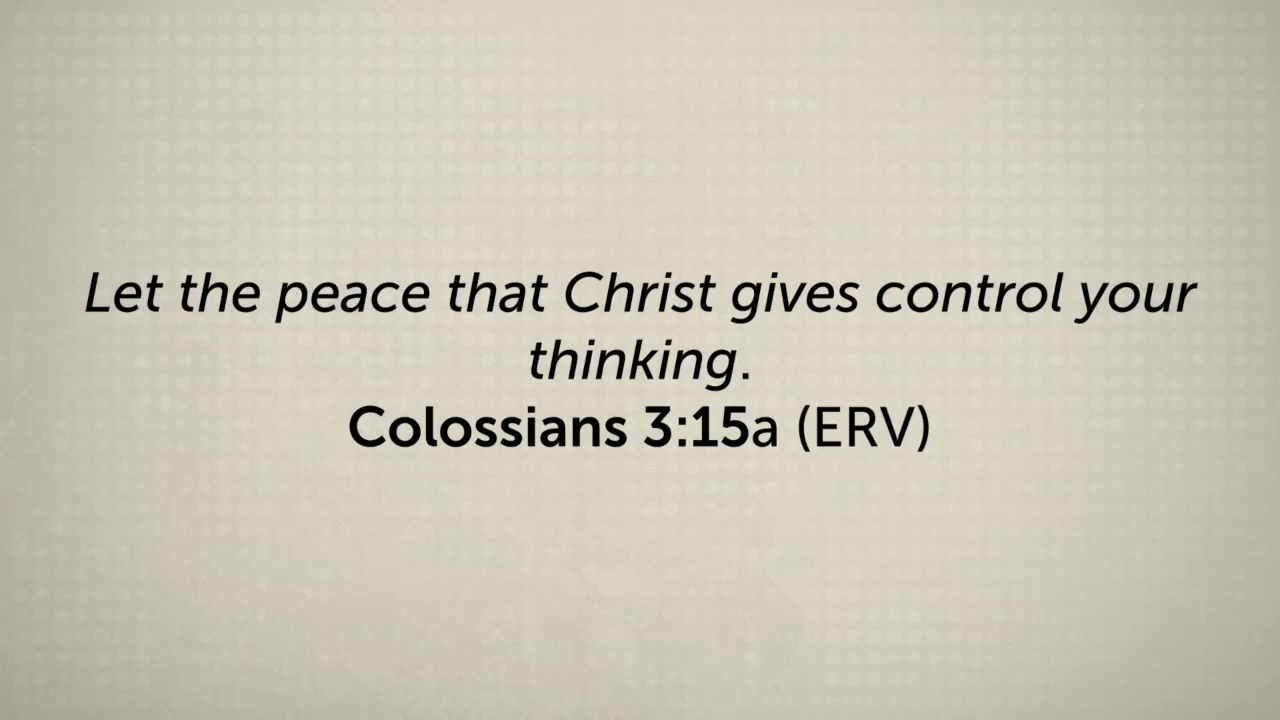 Let the peace that Christ gives control your
thinking.
Colossians 3:15a (ERV)